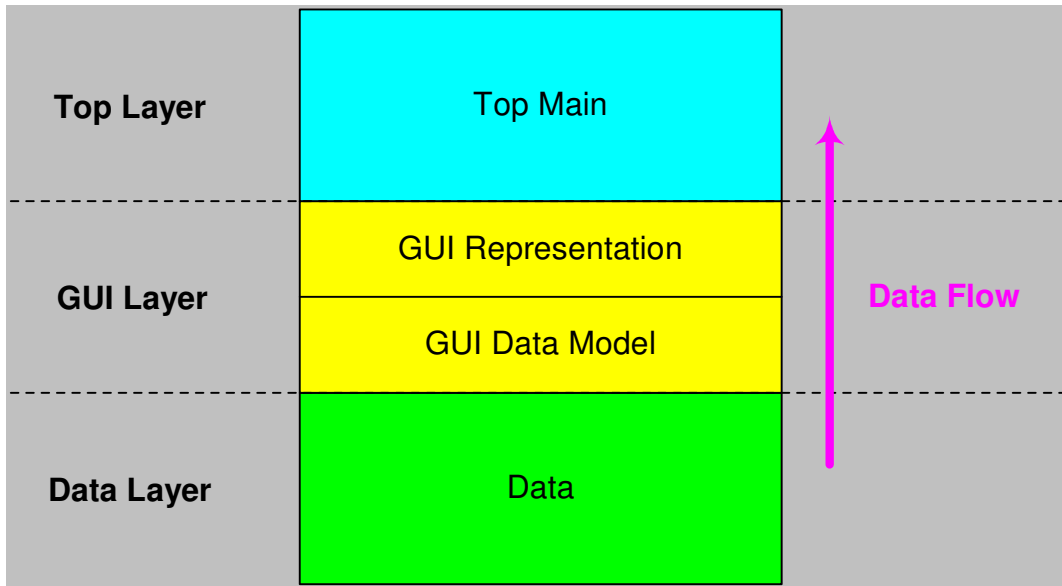 Top Layer
Top Main
GUI Representation
GUI Layer
Data Flow
GUI Data Model
Data Layer
Data